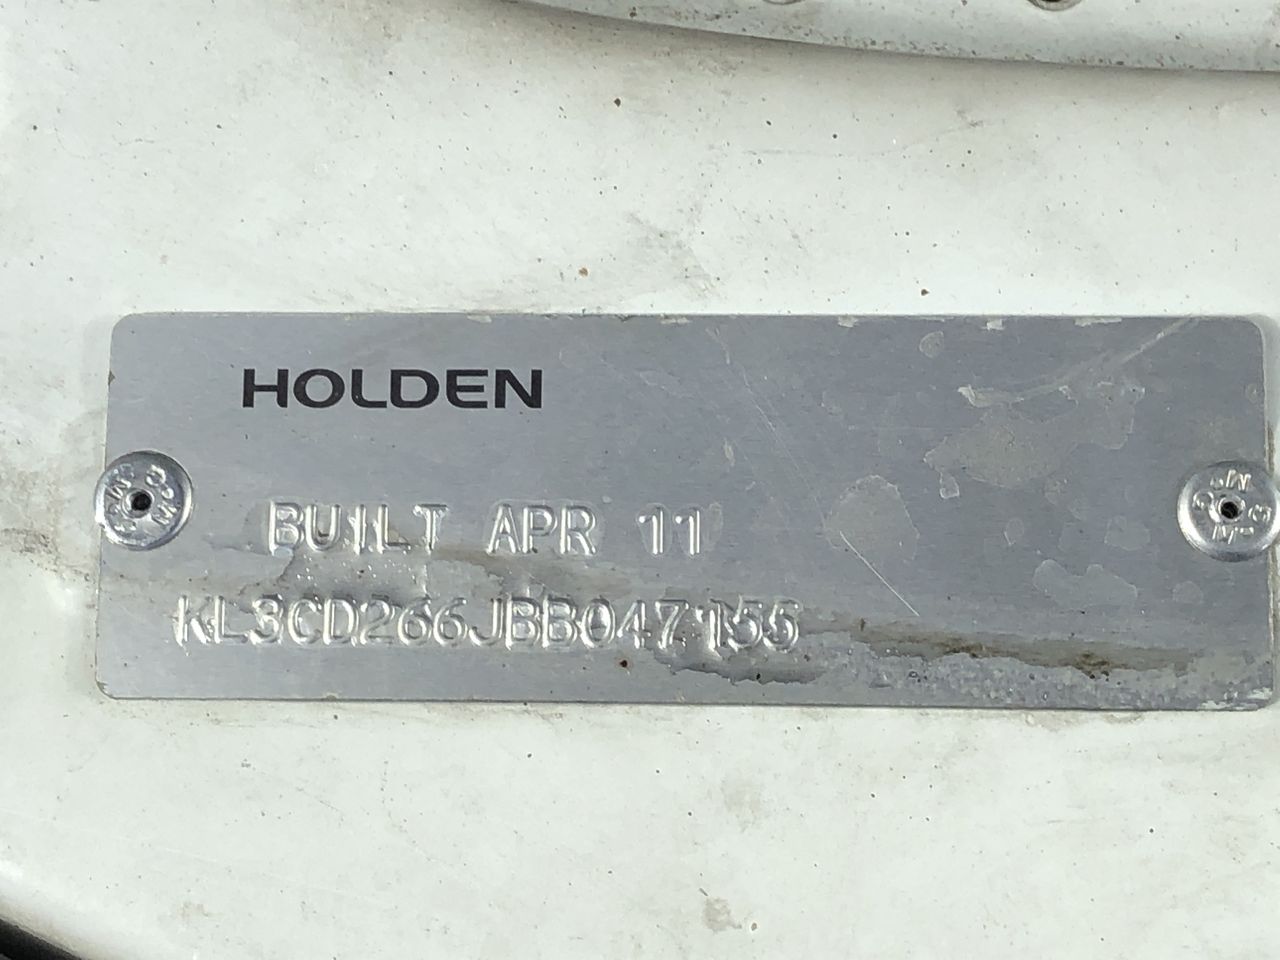 HOLDEN
BUILT APR 11
KL3CD266JBB047155